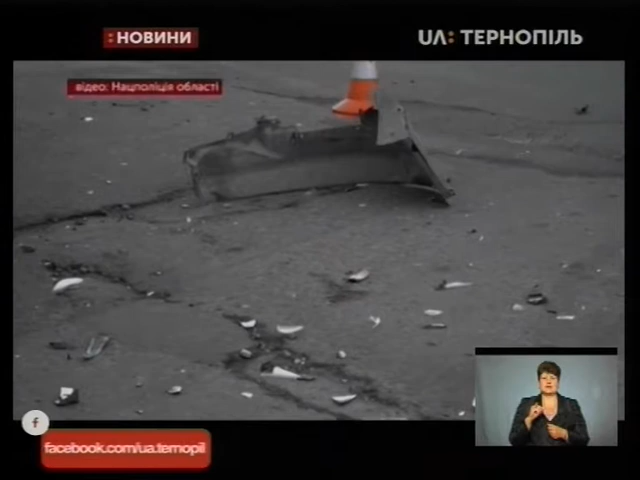 :НОВИНИ
UA: ТЕРНОПІЛЬ
відео: Нацполіція області
f
facebook.com/ua.ternopil